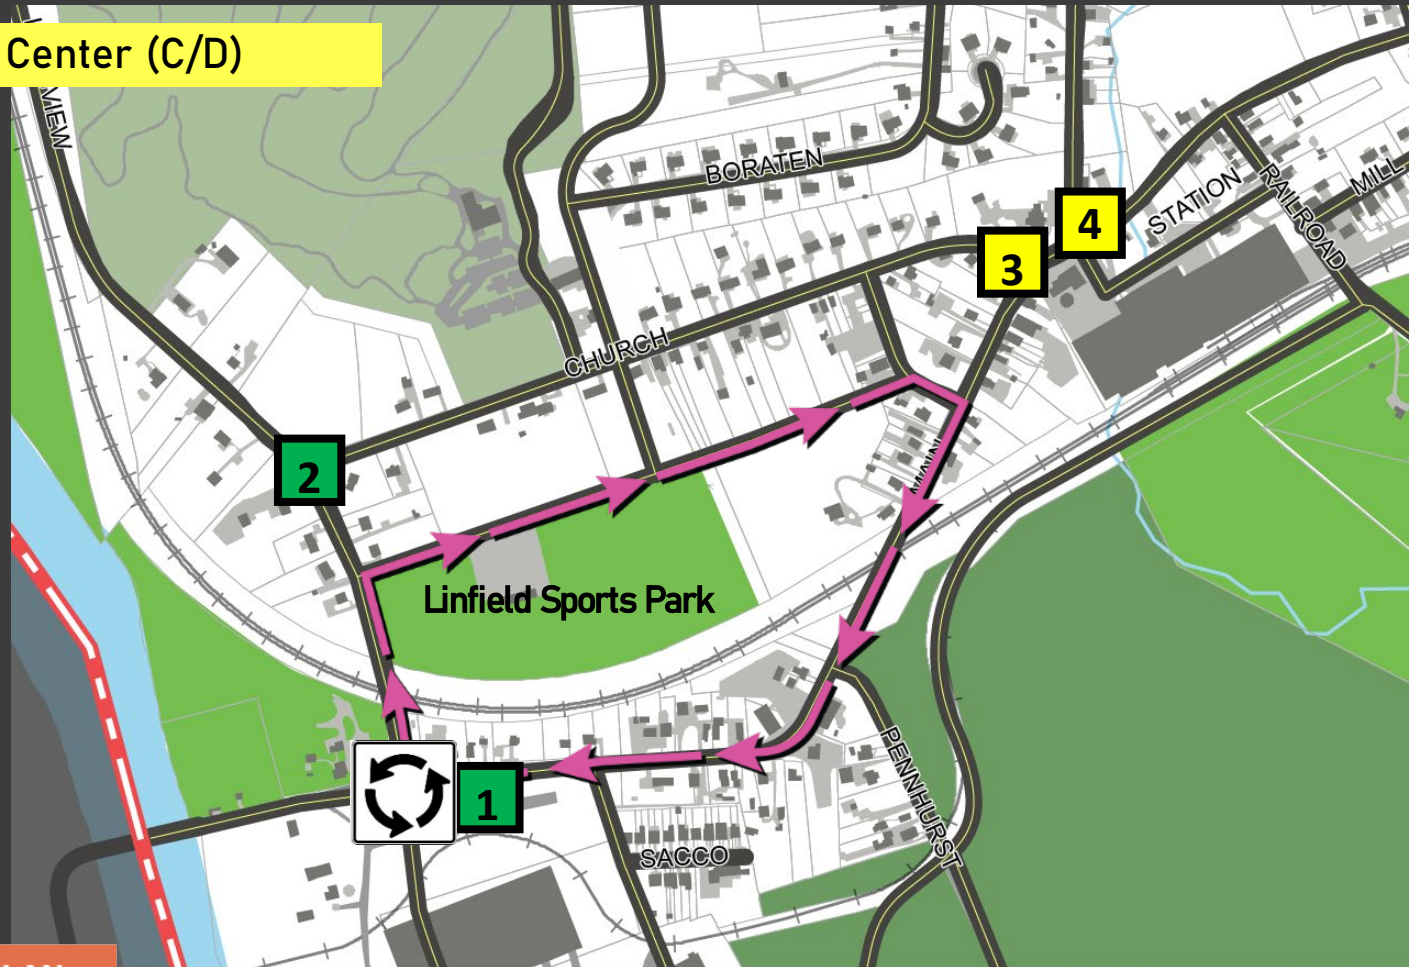 Center (C/D)
VIEW
BORATEN
STATION
RAILROAD
MILL
4
3
CHURCH
2
MAIN
Linfield Sports Park
PENNHURST
1
SACCO